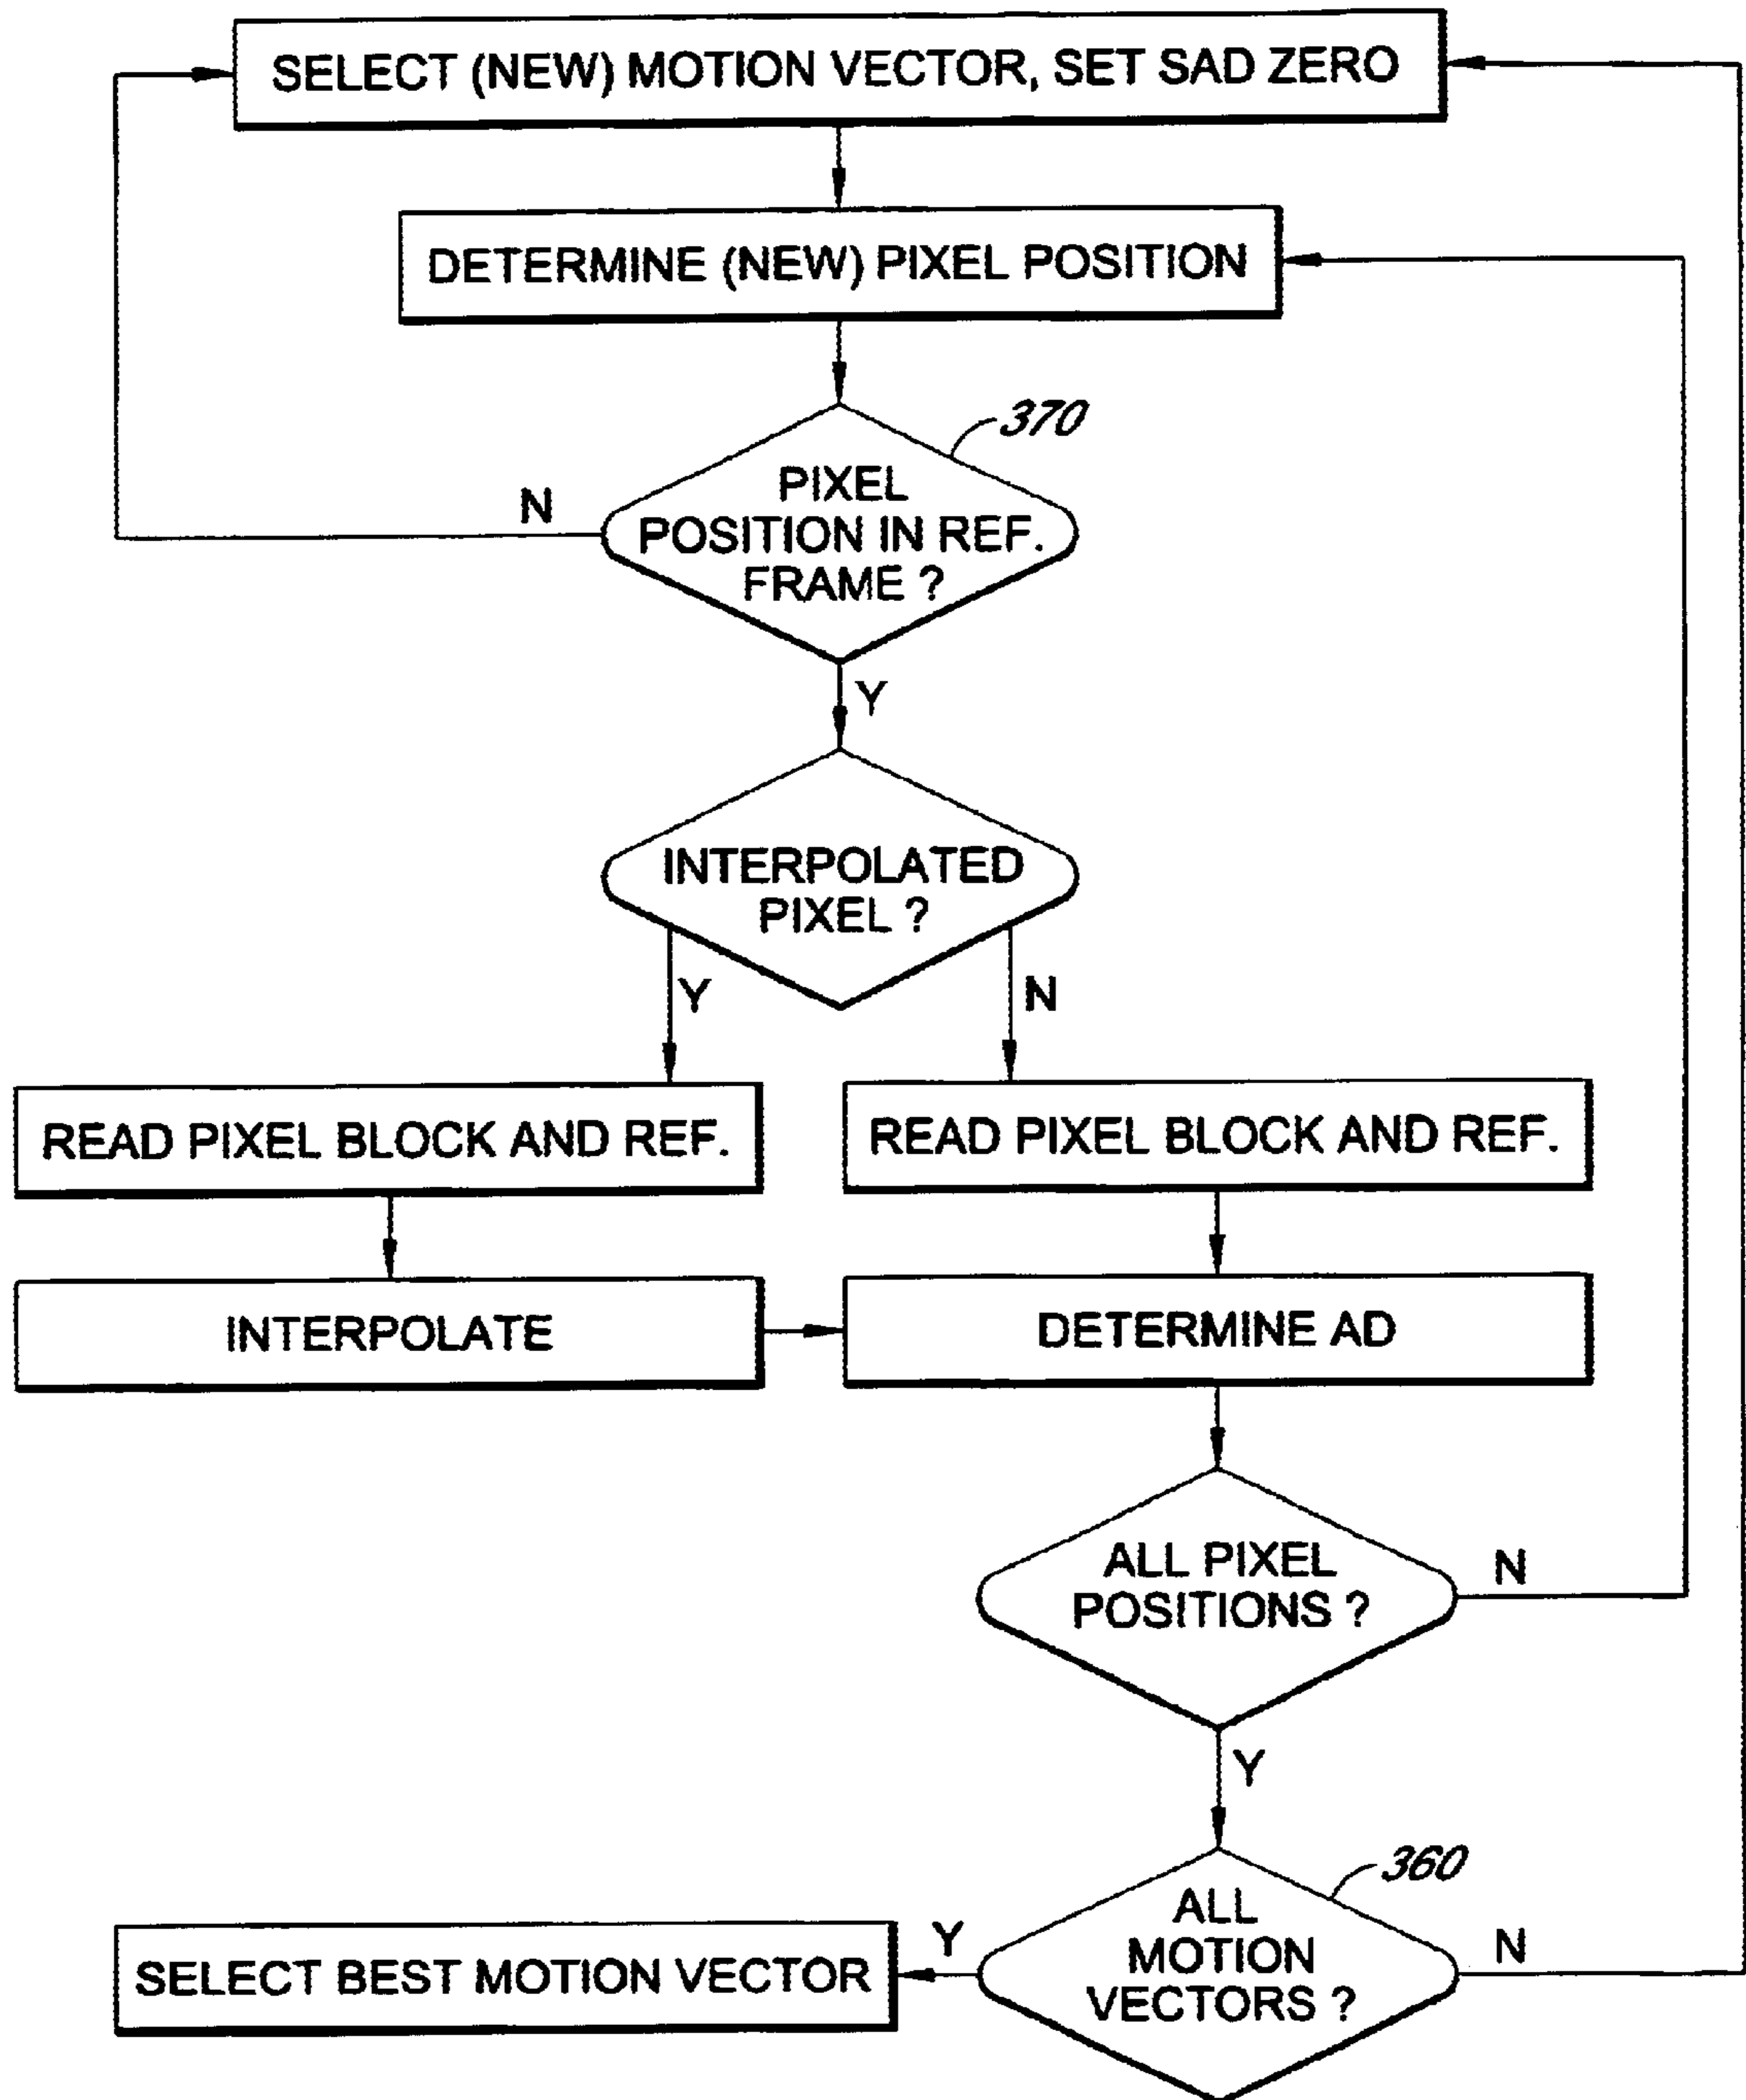 SELECT (NEW) MOTION VECTOR, SET SAD ZERO
DETERMINE (NEW) PIXEL POSITION
370
PIXEL
POSITION IN REF.
FRAME ?
N
Y
INTERPOLATED
PIXEL ?
Y
N
READ PIXEL BLOCK AND REF.
READ PIXEL BLOCK AND REF.
INTERPOLATE
DETERMINE AD
ALL PIXEL
POSITIONS ?
N
Y
360
ALL
MOTION
VECTORS ?
Y
N
SELECT BEST MOTION VECTOR